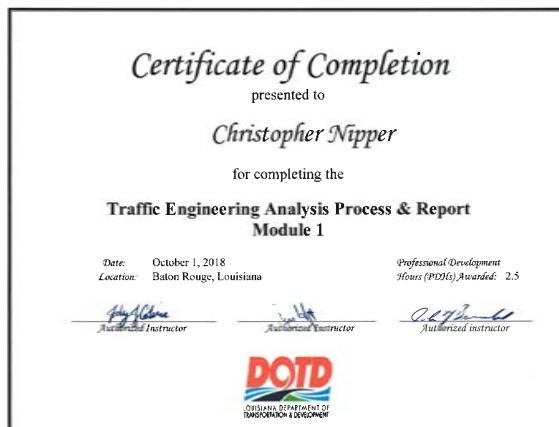 Certificate of Completion
presented to
Christopher Nipper
for completing the
Traffic Engineering Analysis Process & Report
Module 1
Date: October 1, 2018
Location: Baton Rouge, Louisiana
Professional Development
Hours (PDHs) Awarded: 2.5
Authorized Instructor
Authorized Instructor
Authorized instructor
DOTD
LOUISIANA DEPARTMENT OF
TRANSPORTATION & DEVELOPMENT